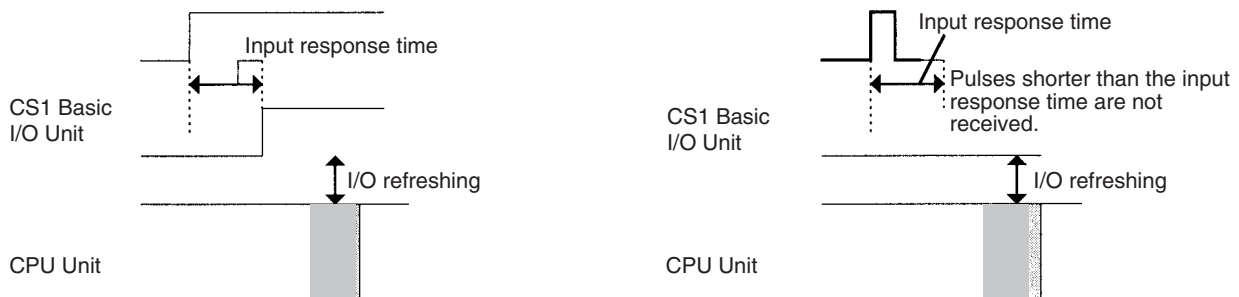 Input response time
CS1 Basic
I/O Unit
I/O refreshing
CPU Unit
Input response time
Pulses shorter than the input
response time are not
received.
CS1 Basic
I/O Unit
I/O refreshing
CPU Unit